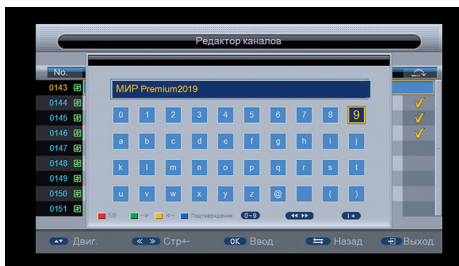 Редактор каналов
No.
МИР Premium2019
0143
0144
0145
0146
0147
0148
0149
0150
0151
0 1 2 3 4 5 6 7 8 9
a b c d e f g h i j
k l m n o p q r s t
u v w x y z @ ( )
--> <-- Подтверждение 0~9
Двиг. Стр+- OK Ввод Назад Выход